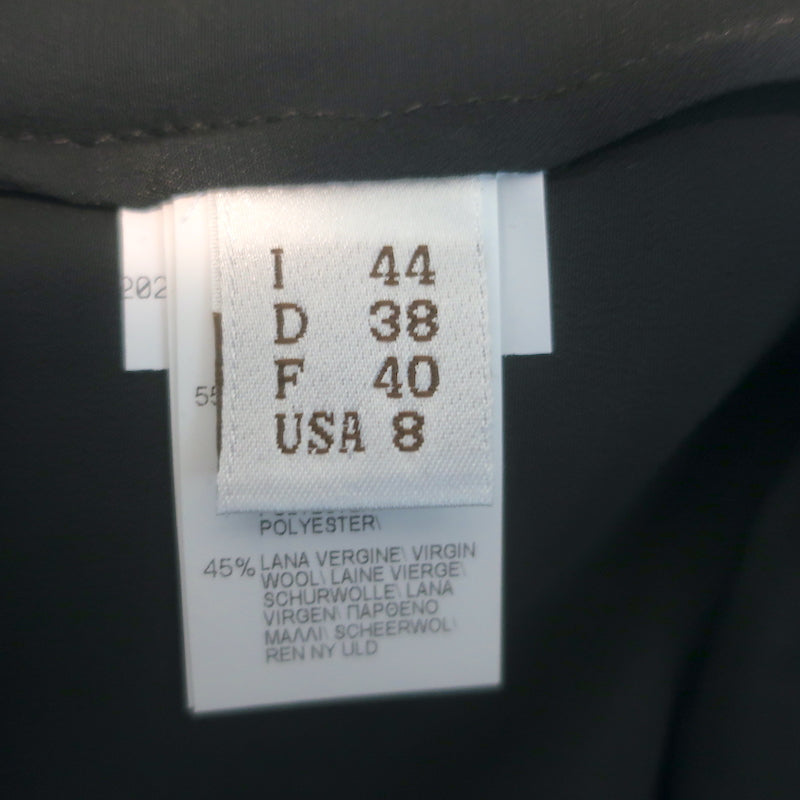 I 44
D 38
F 40
USA 8
202
55
POLYESTER\
45% LANA VERGINE\ VIRGIN
WOOL\ LAINE VIERGE\
SCHURWOLLE\ LANA
VIRGEN\ ΠΑΡΘΕΝΟ
ΜΑΛΛΙ\ SCHEERWOL\
REN NY ULD